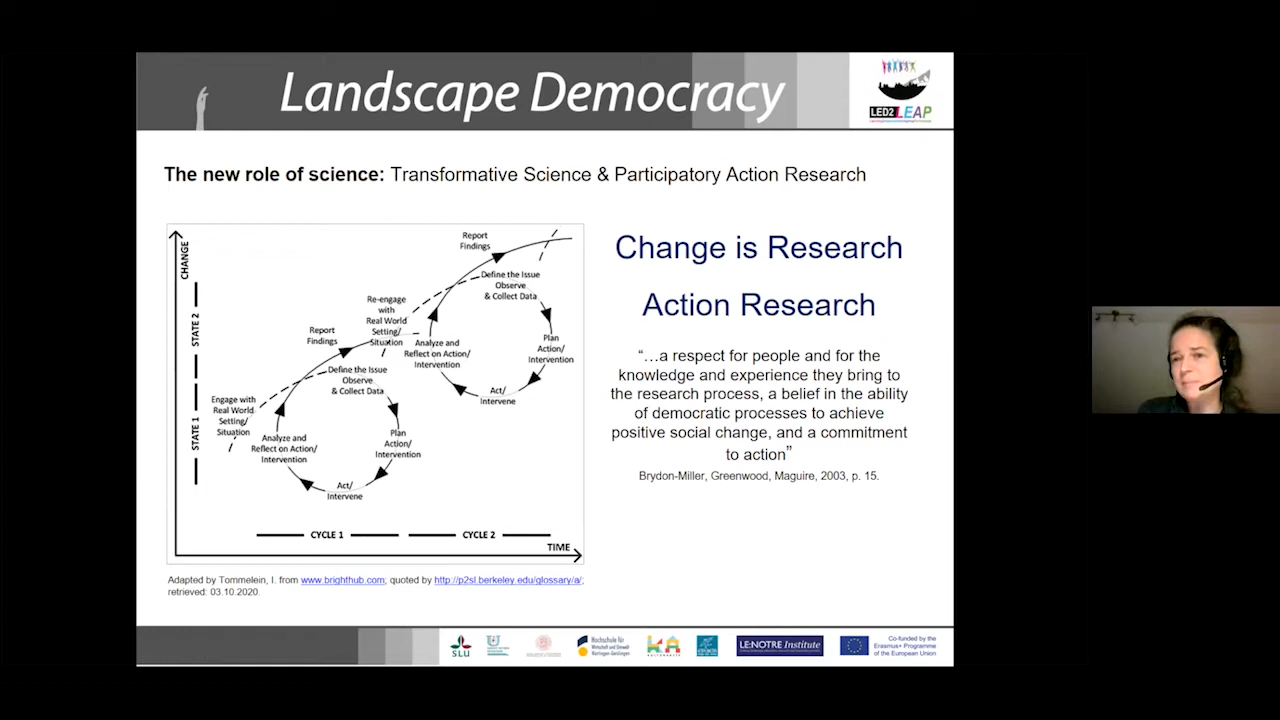 Landscape Democracy
LED2LEAP
The new role of science: Transformative Science & Participatory Action Research
CHANGE
STATE 2
STATE 1
Report
Findings
Define the Issue
Observe
& Collect Data
Re-engage
with
Real World
Setting/
Situation
Plan
Action/
Intervention
Analyze and
Reflect on Action/
Intervention
Act/
Intervene
Report
Findings
Define the Issue
Observe
& Collect Data
Engage with
Real World
Setting/
Situation
Plan
Action/
Intervention
Analyze and
Reflect on Action/
Intervention
Act/
Intervene
CYCLE 1
CYCLE 2
TIME
Adapted by Tommelein, I. from www.brighthub.com; quoted by http://p2sl.berkeley.edu/glossary/a/;
retrieved: 03.10.2020.
Change is Research
Action Research
“…a respect for people and for the
knowledge and experience they bring to
the research process, a belief in the ability
of democratic processes to achieve
positive social change, and a commitment
to action”
Brydon-Miller, Greenwood, Maguire, 2003, p. 15.
SLU
Hochschule für
Wirtschaft und Umwelt
Nürtingen-Geislingen
LE:NOTRE Institute
Co-funded by the
Erasmus+ Programme
of the European Union